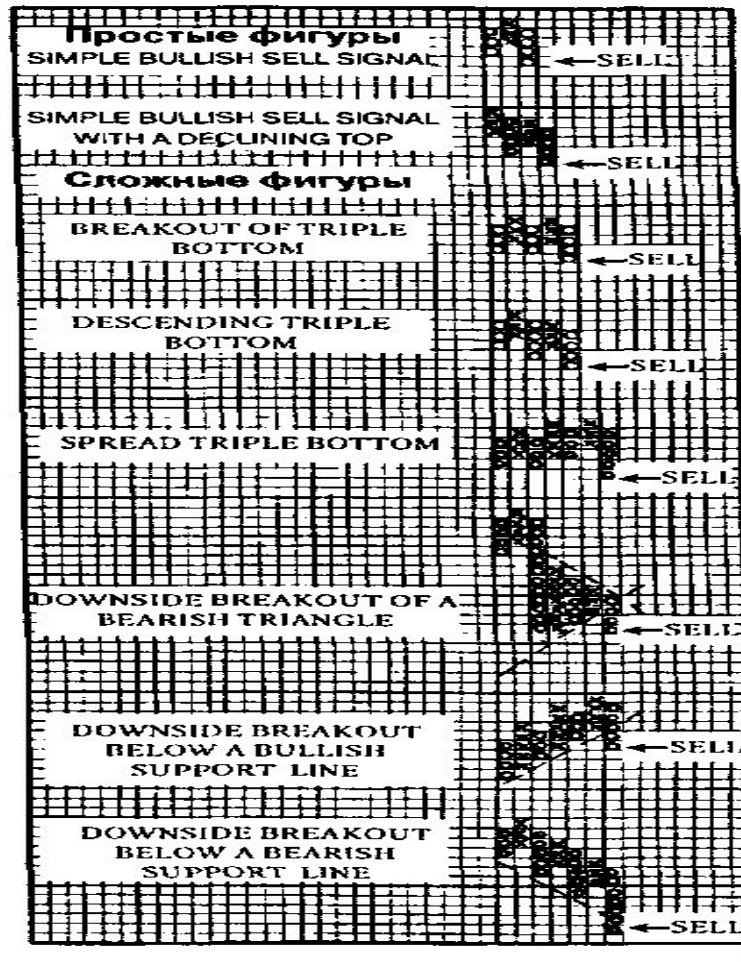 Простые фигуры
SIMPLE BULLISH SELL SIGNAL
SELL
SIMPLE BULLISH SELL SIGNAL
WITH A DECLINING TOP
SELL
Сложные фигуры
BREAKOUT OF TRIPLE
BOTTOM
SELL
DESCENDING TRIPLE
BOTTOM
SELL
SPREAD TRIPLE BOTTOM
SELL
DOWNSIDE BREAKOUT OF A
BEARISH TRIANGLE
SELL
DOWNSIDE BREAKOUT
BELOW A BULLISH
SUPPORT LINE
SELL
DOWNSIDE BREAKOUT
BELOW A BEARISH
SUPPORT LINE
SELL